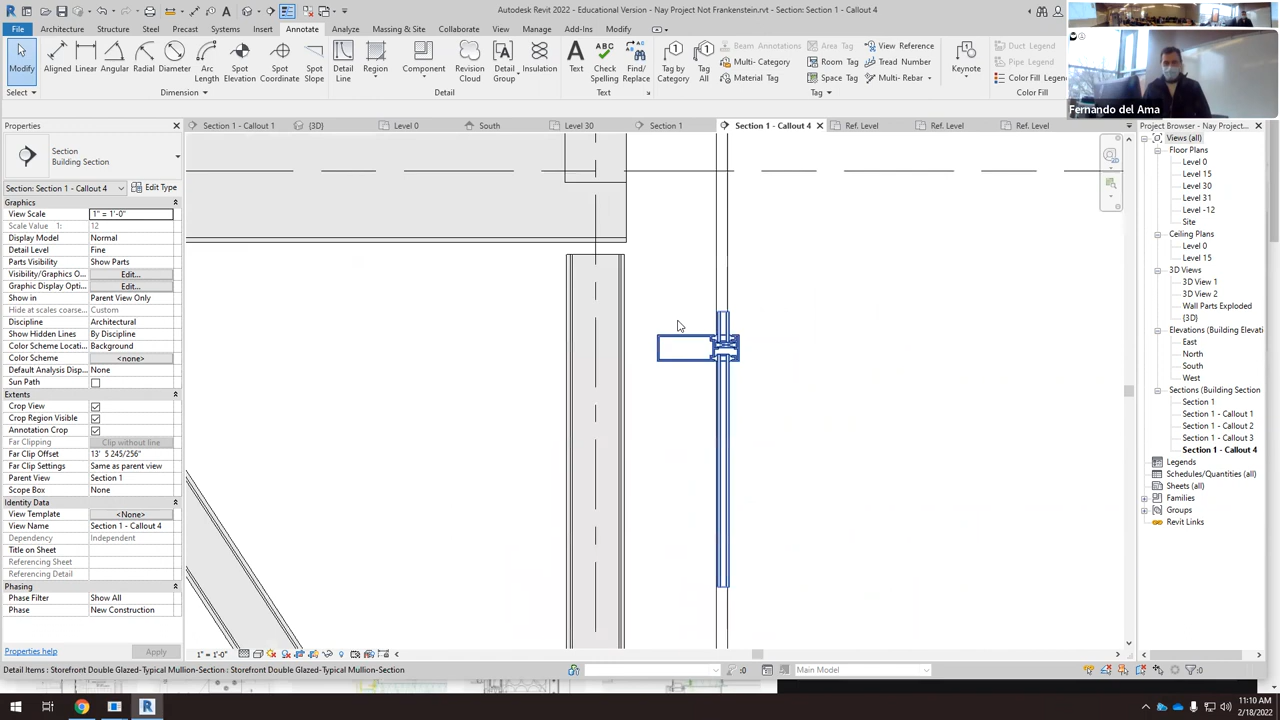 Autodesk Revit 2022 - Educational Version - Nay Project Not Frankenstein.rvt - Section: Section 1 - Callout 4
File Architecture Structure Steel Precast Systems Insert Annotate Analyze Massing & Site Collaborate View Manage Add-Ins Modify
Modify Aligned Linear Angular Radial Diameter Arc Length Spot Elevation Spot Coordinate Spot Slope Detail Line Region Component Revision Cloud Detail Group Insulation Text Check Spelling Find/ Replace Tag by Category Tag All Beam Annotations Multi- Category Material Tag Area Tag Room Tag Space Tag View Reference Tread Number Multi- Rebar Keynote Duct Legend Pipe Legend Color Fill Legen
Select Dimension Detail Text Tag Color Fill
Fernando del Ama
Properties Section 1 - Callout 1 {3D} Level 0 South Level 30 Section 1 Section 1 - Callout 4 Ref. Level Ref. Level Ref. Level Project Browser - Nay Project...
Section
Building Section
Section: Section 1 - Callout 4 Edit Type
Graphics
View Scale 1" = 1'-0"
Scale Value 1: 12
Display Model Normal
Detail Level Fine
Parts Visibility Show Parts
Visibility/Graphics O... Edit...
Graphic Display Opti... Edit...
Show in Parent View Only
Hide at scales coarse... Custom
Discipline Architectural
Show Hidden Lines By Discipline
Color Scheme Locati... Background
Color Scheme <none>
Default Analysis Disp... None
Sun Path
Extents
Crop View
Crop Region Visible
Annotation Crop
Far Clipping Clip without line
Far Clip Offset 13' 5 245/256"
Far Clip Settings Same as parent view
Parent View Section 1
Scope Box None
Identity Data
View Template <None>
View Name Section 1 - Callout 4
Dependency Independent
Title on Sheet
Referencing Sheet
Referencing Detail
Phasing
Phase Filter Show All
Phase New Construction
Properties help Apply
Views (all)
Floor Plans
Level 0
Level 15
Level 30
Level 31
Level -12
Site
Ceiling Plans
Level 0
Level 15
3D Views
3D View 1
3D View 2
Wall Parts Exploded
{3D}
Elevations (Building Elevati
East
North
South
West
Sections (Building Section
Section 1
Section 1 - Callout 1
Section 1 - Callout 2
Section 1 - Callout 3
Section 1 - Callout 4
Legends
Schedules/Quantities (all)
Sheets (all)
Families
Groups
Revit Links
1" = 1'-0"
Detail Items : Storefront Double Glazed-Typical Mullion-Section : Storefront Double Glazed-Typical Mullion-Section :0 Main Model :0
11:10 AM
2/18/2022